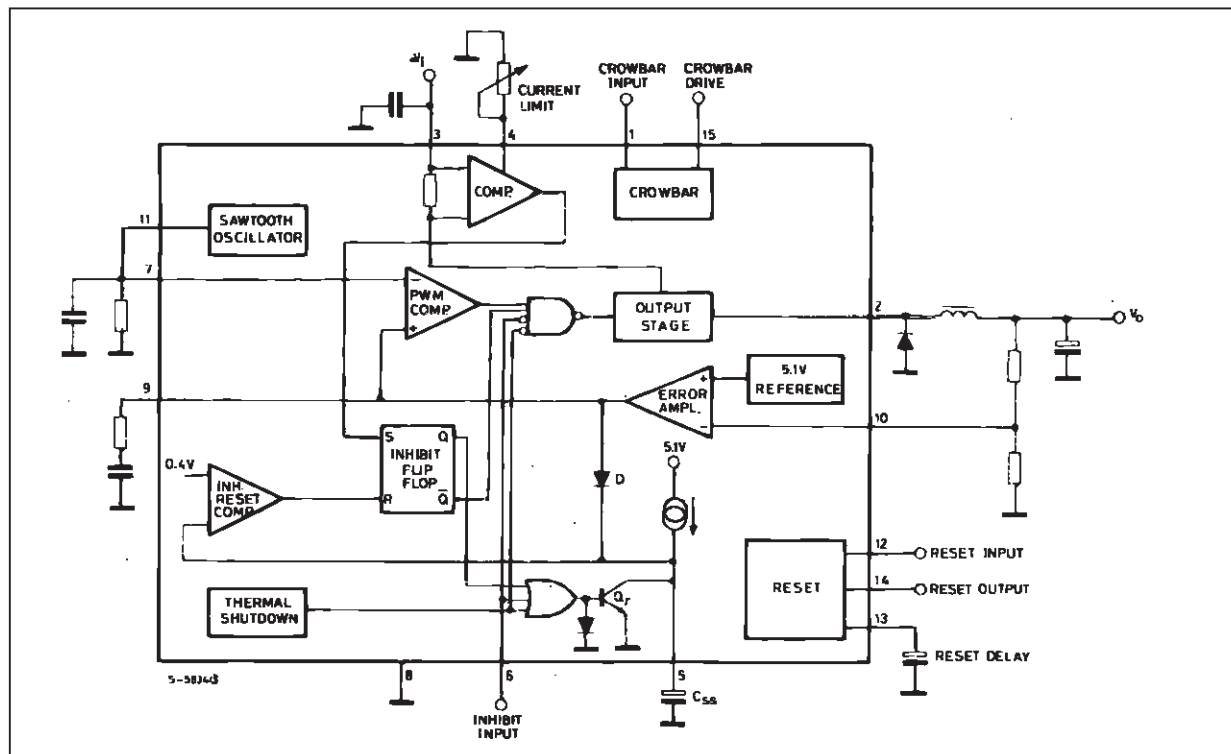 Vi
CURRENT
LIMIT
CROWBAR
INPUT
CROWBAR
DRIVE
3
4
1
15
COMP.
CROWBAR
11
SAWTOOTH
OSCILLATOR
7
−
PWM
COMP.
+
OUTPUT
STAGE
2
Vo
9
+
ERROR
AMPL.
−
5.1V
REFERENCE
10
S
Q
INHIBIT
FLIP
FLOP
R
Q̅
0.4V
INH.
RESET
COMP.
D
5.1V
12
RESET INPUT
RESET
14
RESET OUTPUT
13
THERMAL
SHUTDOWN
Qr
RESET DELAY
8
6
5
Css
INHIBIT
INPUT